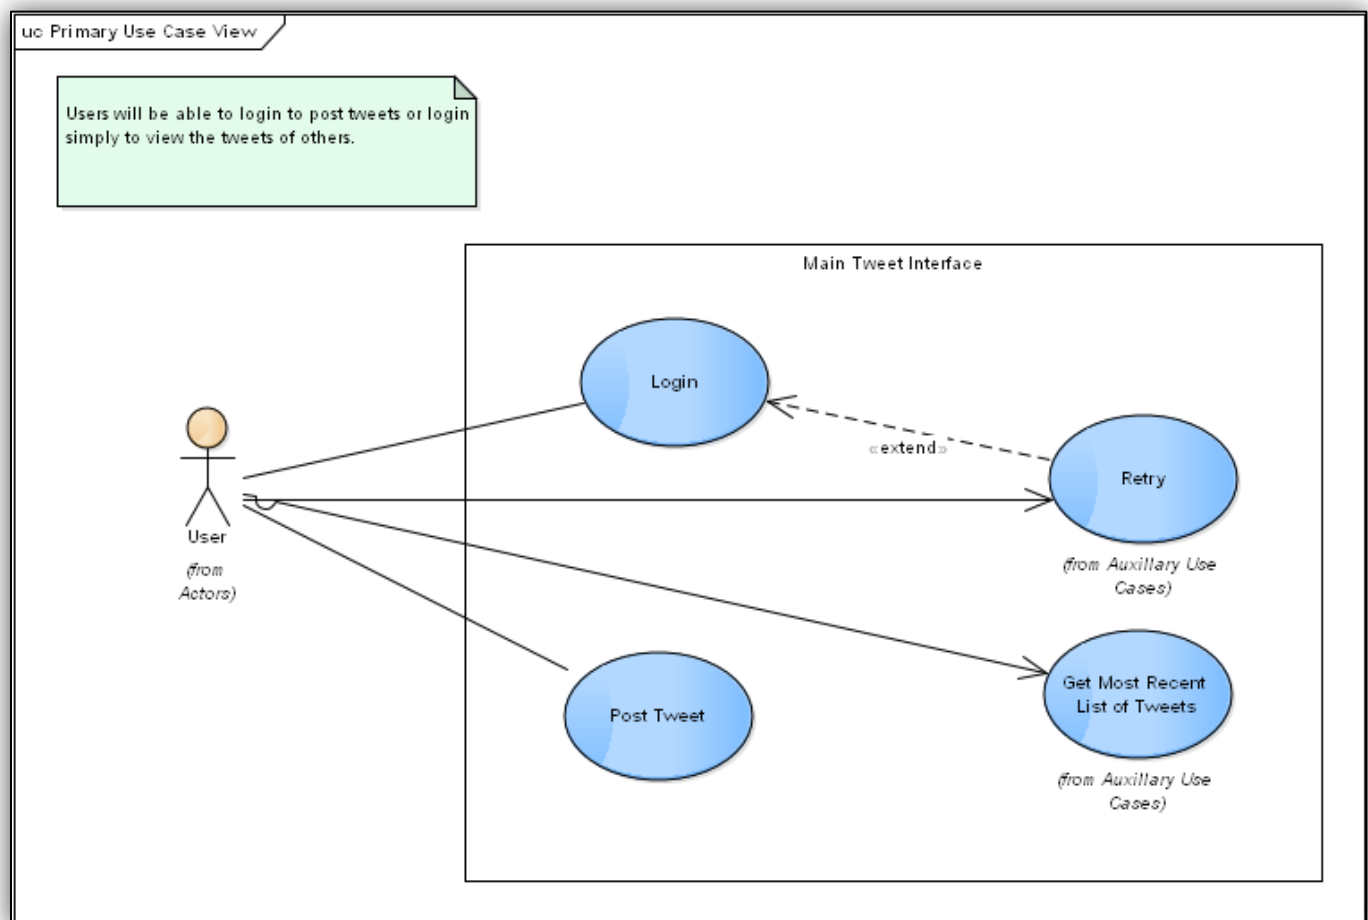 uc Primary Use Case View
Users will be able to login to post tweets or login
simply to view the tweets of others.
Main Tweet Interface
Login
«extend»
Retry
User
(from
Actors)
(from Auxillary Use
Cases)
Get Most Recent
List of Tweets
Post Tweet
(from Auxillary Use
Cases)